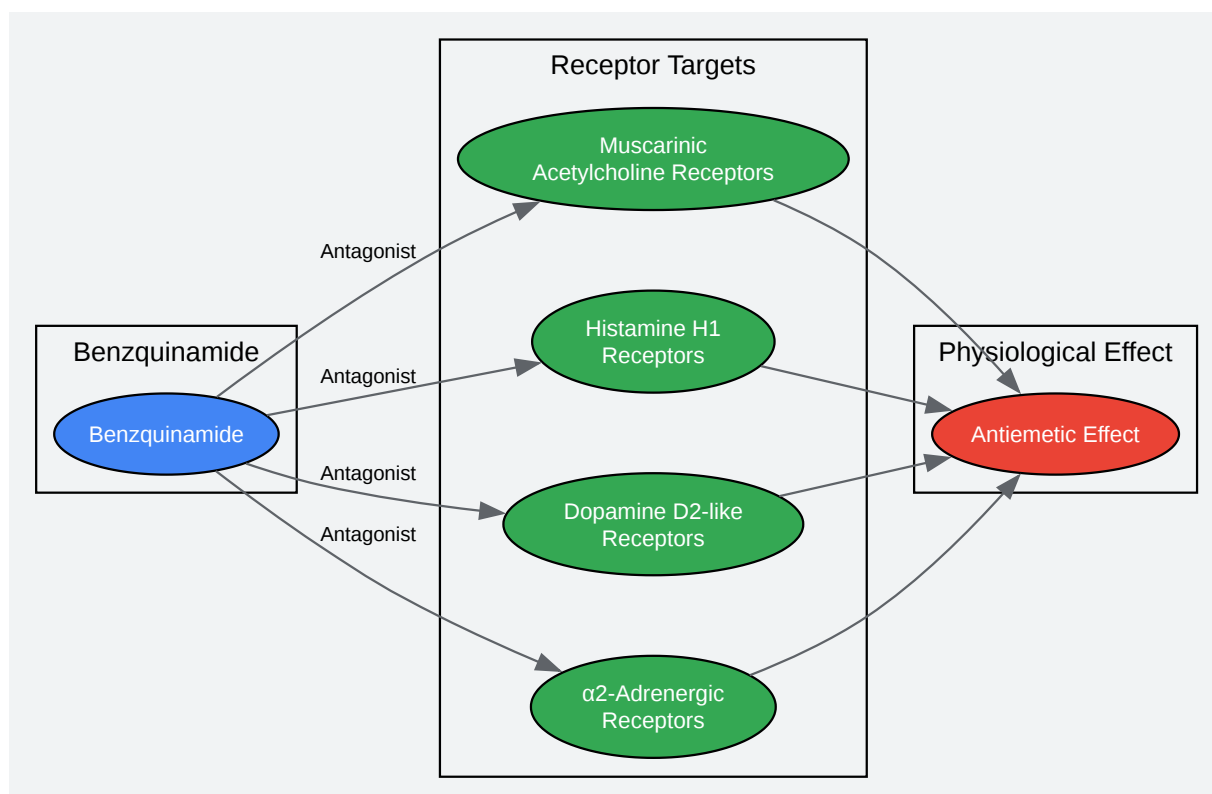 Receptor Targets
Muscarinic
Acetylcholine Receptors
Antagonist
Histamine H1
Receptors
Benzquinamide
Physiological Effect
Antagonist
Benzquinamide
Antiemetic Effect
Antagonist
Dopamine D2-like
Receptors
Antagonist
α2-Adrenergic
Receptors